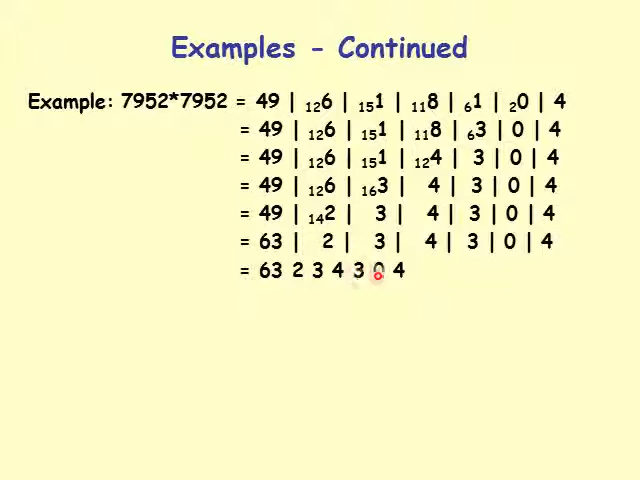 Examples - Continued
Example: 7952*7952 = 49 | ₁₂6 | ₁₅1 | ₁₁8 | ₆1 | ₂0 | 4
= 49 | ₁₂6 | ₁₅1 | ₁₁8 | ₆3 | 0 | 4
= 49 | ₁₂6 | ₁₅1 | ₁₂4 | 3 | 0 | 4
= 49 | ₁₂6 | ₁₆3 | 4 | 3 | 0 | 4
= 49 | ₁₄2 | 3 | 4 | 3 | 0 | 4
= 63 | 2 | 3 | 4 | 3 | 0 | 4
= 63 2 3 4 3 0 4